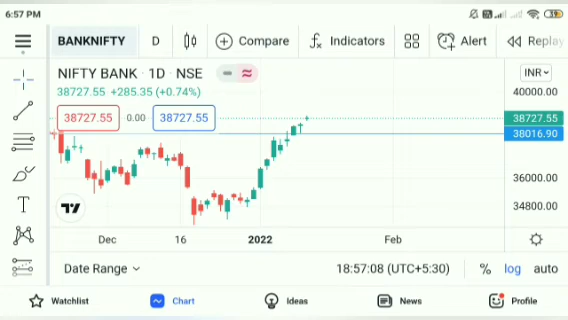 6:57 PM
BANKNIFTY D Compare Indicators Alert Replay
NIFTY BANK · 1D · NSE
INR
38727.55 +285.35 (+0.74%)
40000.00
38727.55 0.00 38727.55
38727.55
38016.90
36000.00
34800.00
Dec 16 2022 Feb
Date Range 18:57:08 (UTC+5:30) % log auto
Watchlist Chart Ideas News Profile